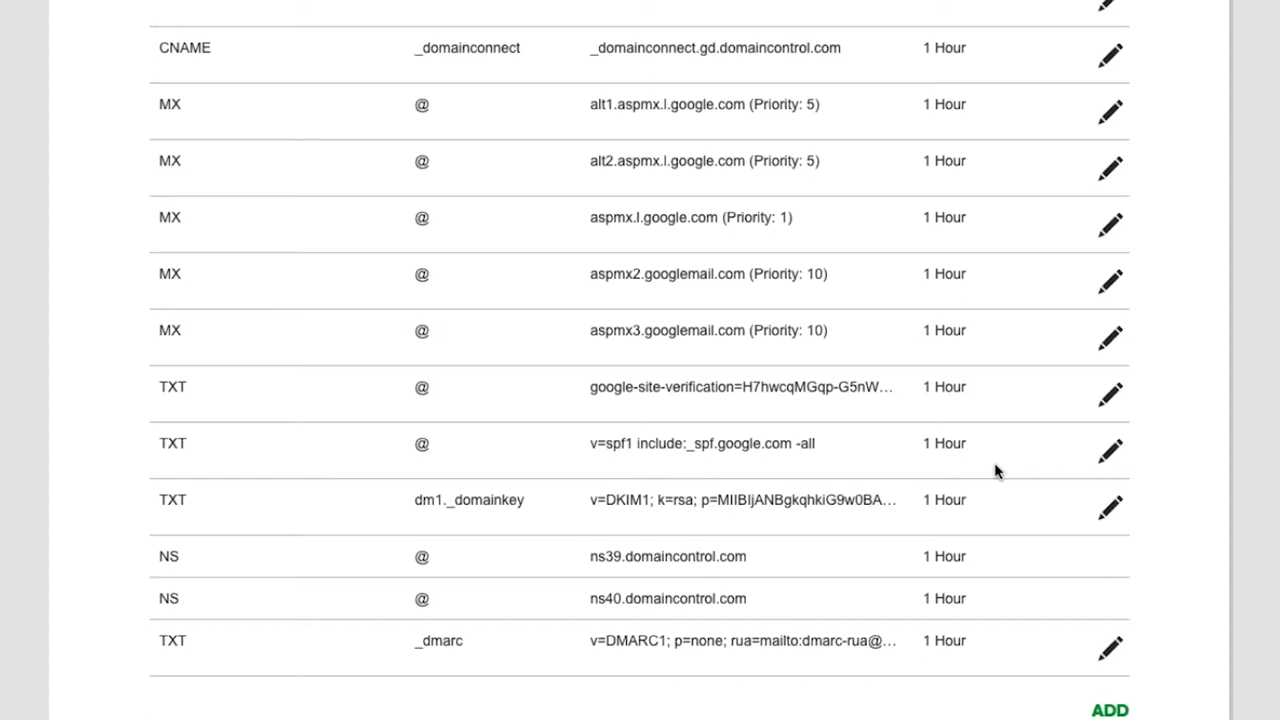 CNAME _domainconnect _domainconnect.gd.domaincontrol.com 1 Hour
MX @ alt1.aspmx.l.google.com (Priority: 5) 1 Hour
MX @ alt2.aspmx.l.google.com (Priority: 5) 1 Hour
MX @ aspmx.l.google.com (Priority: 1) 1 Hour
MX @ aspmx2.googlemail.com (Priority: 10) 1 Hour
MX @ aspmx3.googlemail.com (Priority: 10) 1 Hour
TXT @ google-site-verification=H7hwcqMGqp-G5nW... 1 Hour
TXT @ v=spf1 include:_spf.google.com -all 1 Hour
TXT dm1._domainkey v=DKIM1; k=rsa; p=MIIBIjANBgkqhkiG9w0BA... 1 Hour
NS @ ns39.domaincontrol.com 1 Hour
NS @ ns40.domaincontrol.com 1 Hour
TXT _dmarc v=DMARC1; p=none; rua=mailto:dmarc-rua@... 1 Hour
ADD